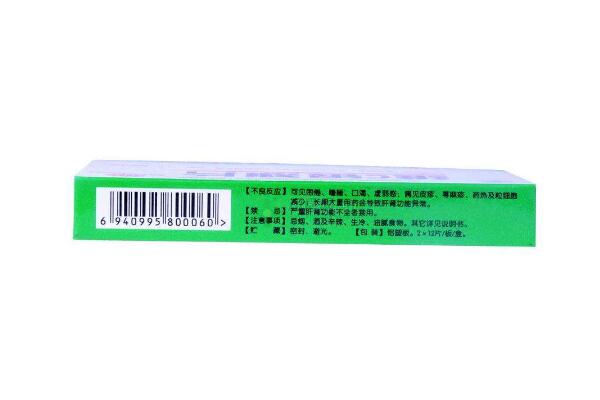 【不良反应】可见困倦、嗜睡、口渴、虚弱感；偶见皮疹、荨麻疹、药热及粒细胞
减少；长期大量用药会导致肝肾功能异常。
【禁 忌】严重肝肾功能不全者禁用。
【注意事项】忌烟、酒及辛辣、生冷、油腻食物。其它详见说明书。
【贮 藏】密封、避光。 【包 装】铝塑板。2×12片/板/盒。
6 940995 800060 >